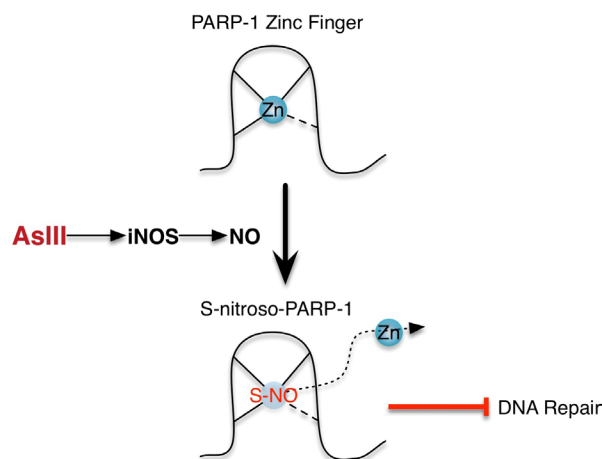 PARP-1 Zinc Finger
Zn
AsIII iNOS NO
S-nitroso-PARP-1
Zn
S-NO
DNA Repair